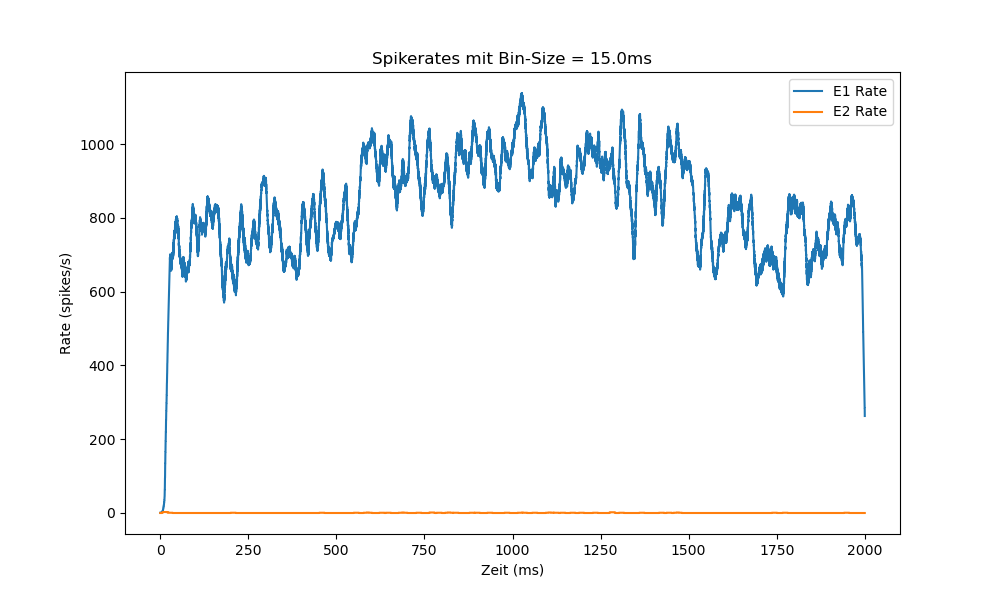 Spikerates mit Bin-Size = 15.0ms
E1 Rate
E2 Rate
1000
800
600
400
200
0
Rate (spikes/s)
0 250 500 750 1000 1250 1500 1750 2000
Zeit (ms)